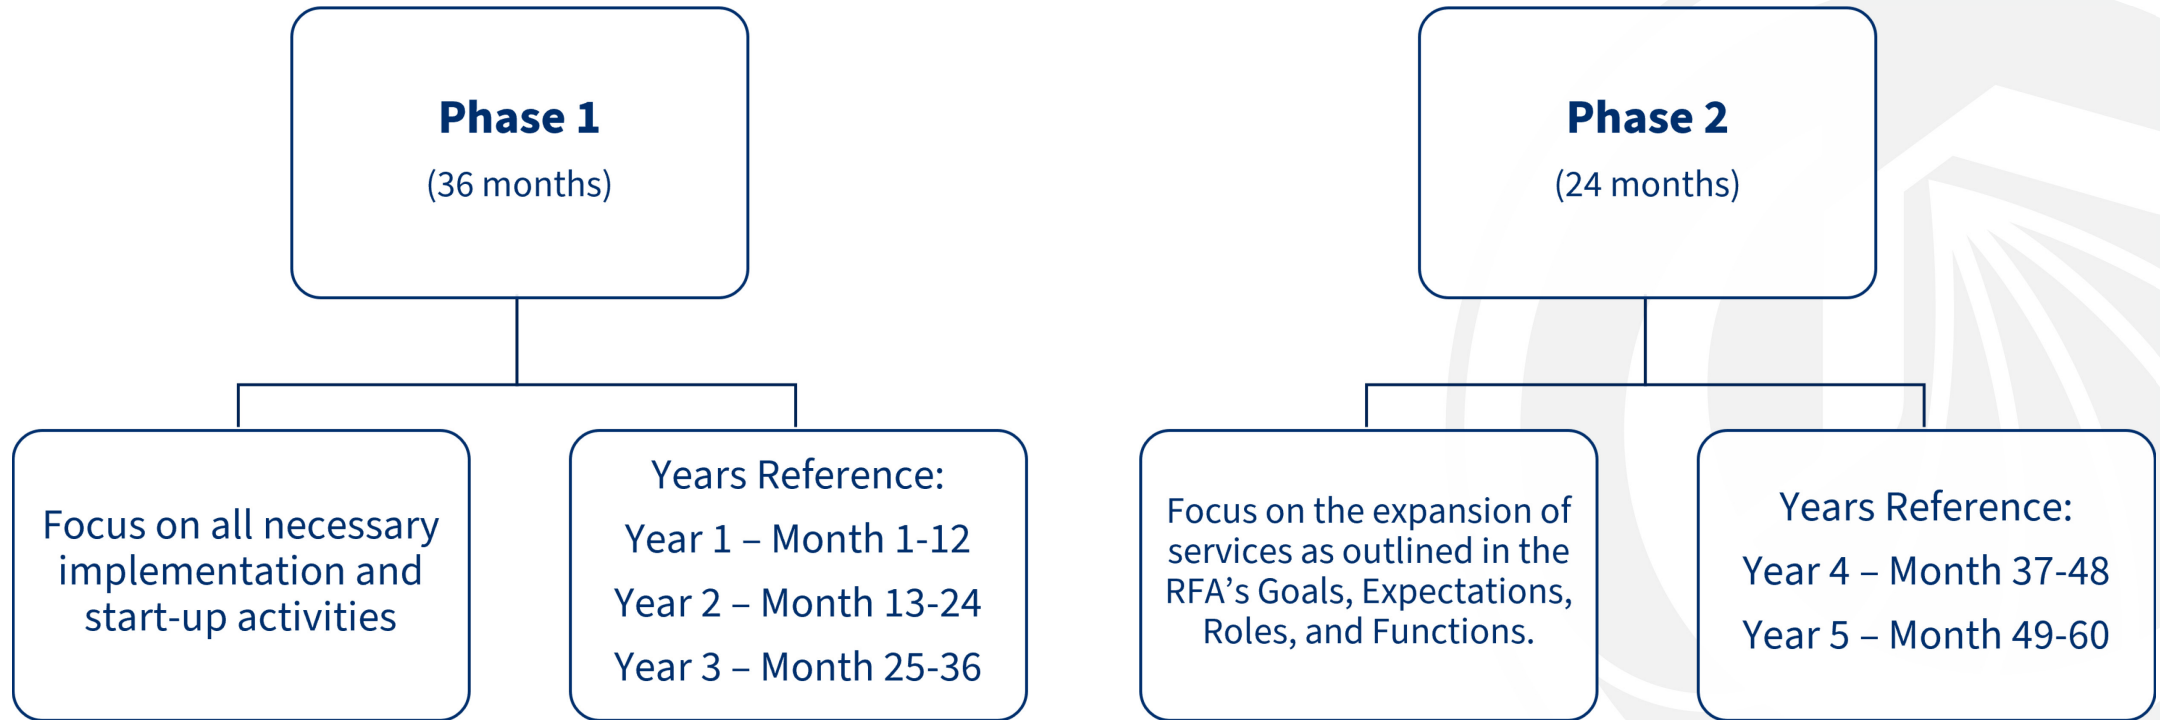 Phase 1
(36 months)
Focus on all necessary
implementation and
start-up activities
Years Reference:
Year 1 – Month 1-12
Year 2 – Month 13-24
Year 3 – Month 25-36
Phase 2
(24 months)
Focus on the expansion of
services as outlined in the
RFA’s Goals, Expectations,
Roles, and Functions.
Years Reference:
Year 4 – Month 37-48
Year 5 – Month 49-60